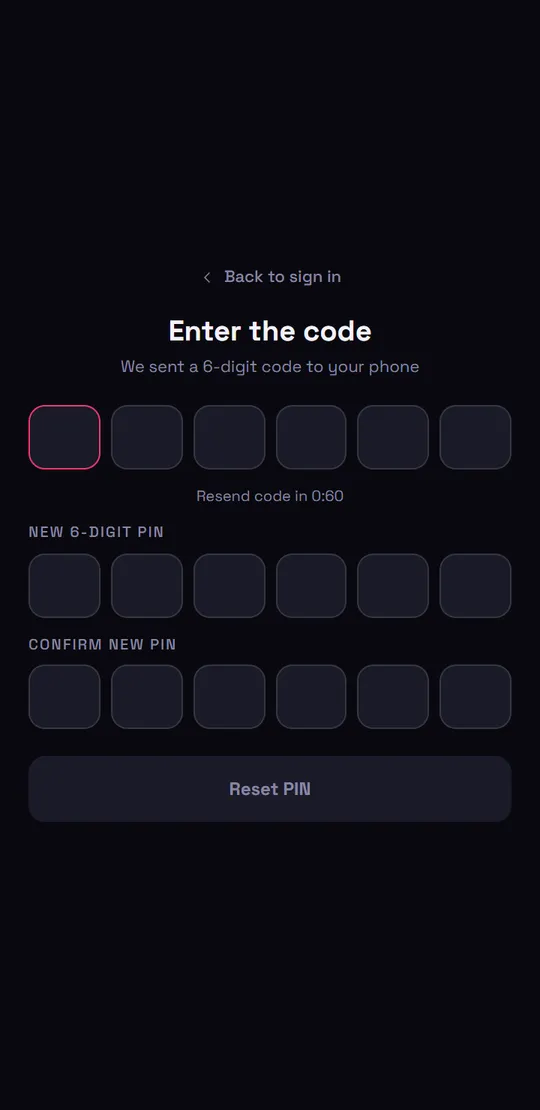 Back to sign in
Enter the code
We sent a 6-digit code to your phone
Resend code in 0:60
NEW 6-DIGIT PIN
CONFIRM NEW PIN
Reset PIN